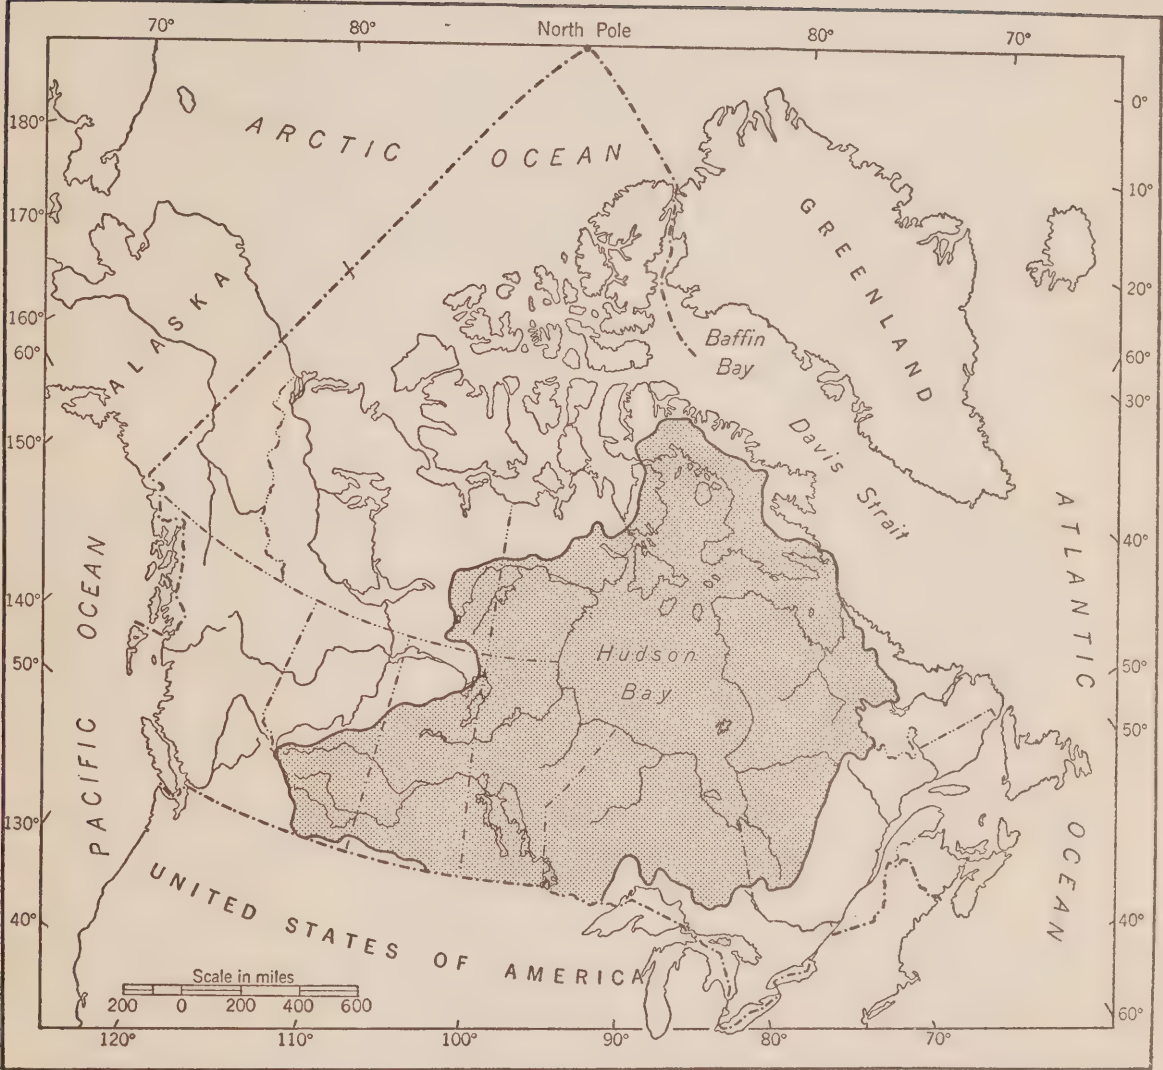 70°
80°
North Pole
80°
70°
ARCTIC OCEAN
180°
170°
160°
60°
150°
140°
50°
130°
40°
0°
10°
20°
60°
30°
40°
50°
50°
40°
60°
ALASKA
GREENLAND
Baffin
Bay
Davis Strait
Hudson
Bay
PACIFIC OCEAN
ATLANTIC OCEAN
UNITED STATES OF AMERICA
Scale in miles
200 0 200 400 600
120°
110°
100°
90°
80°
70°